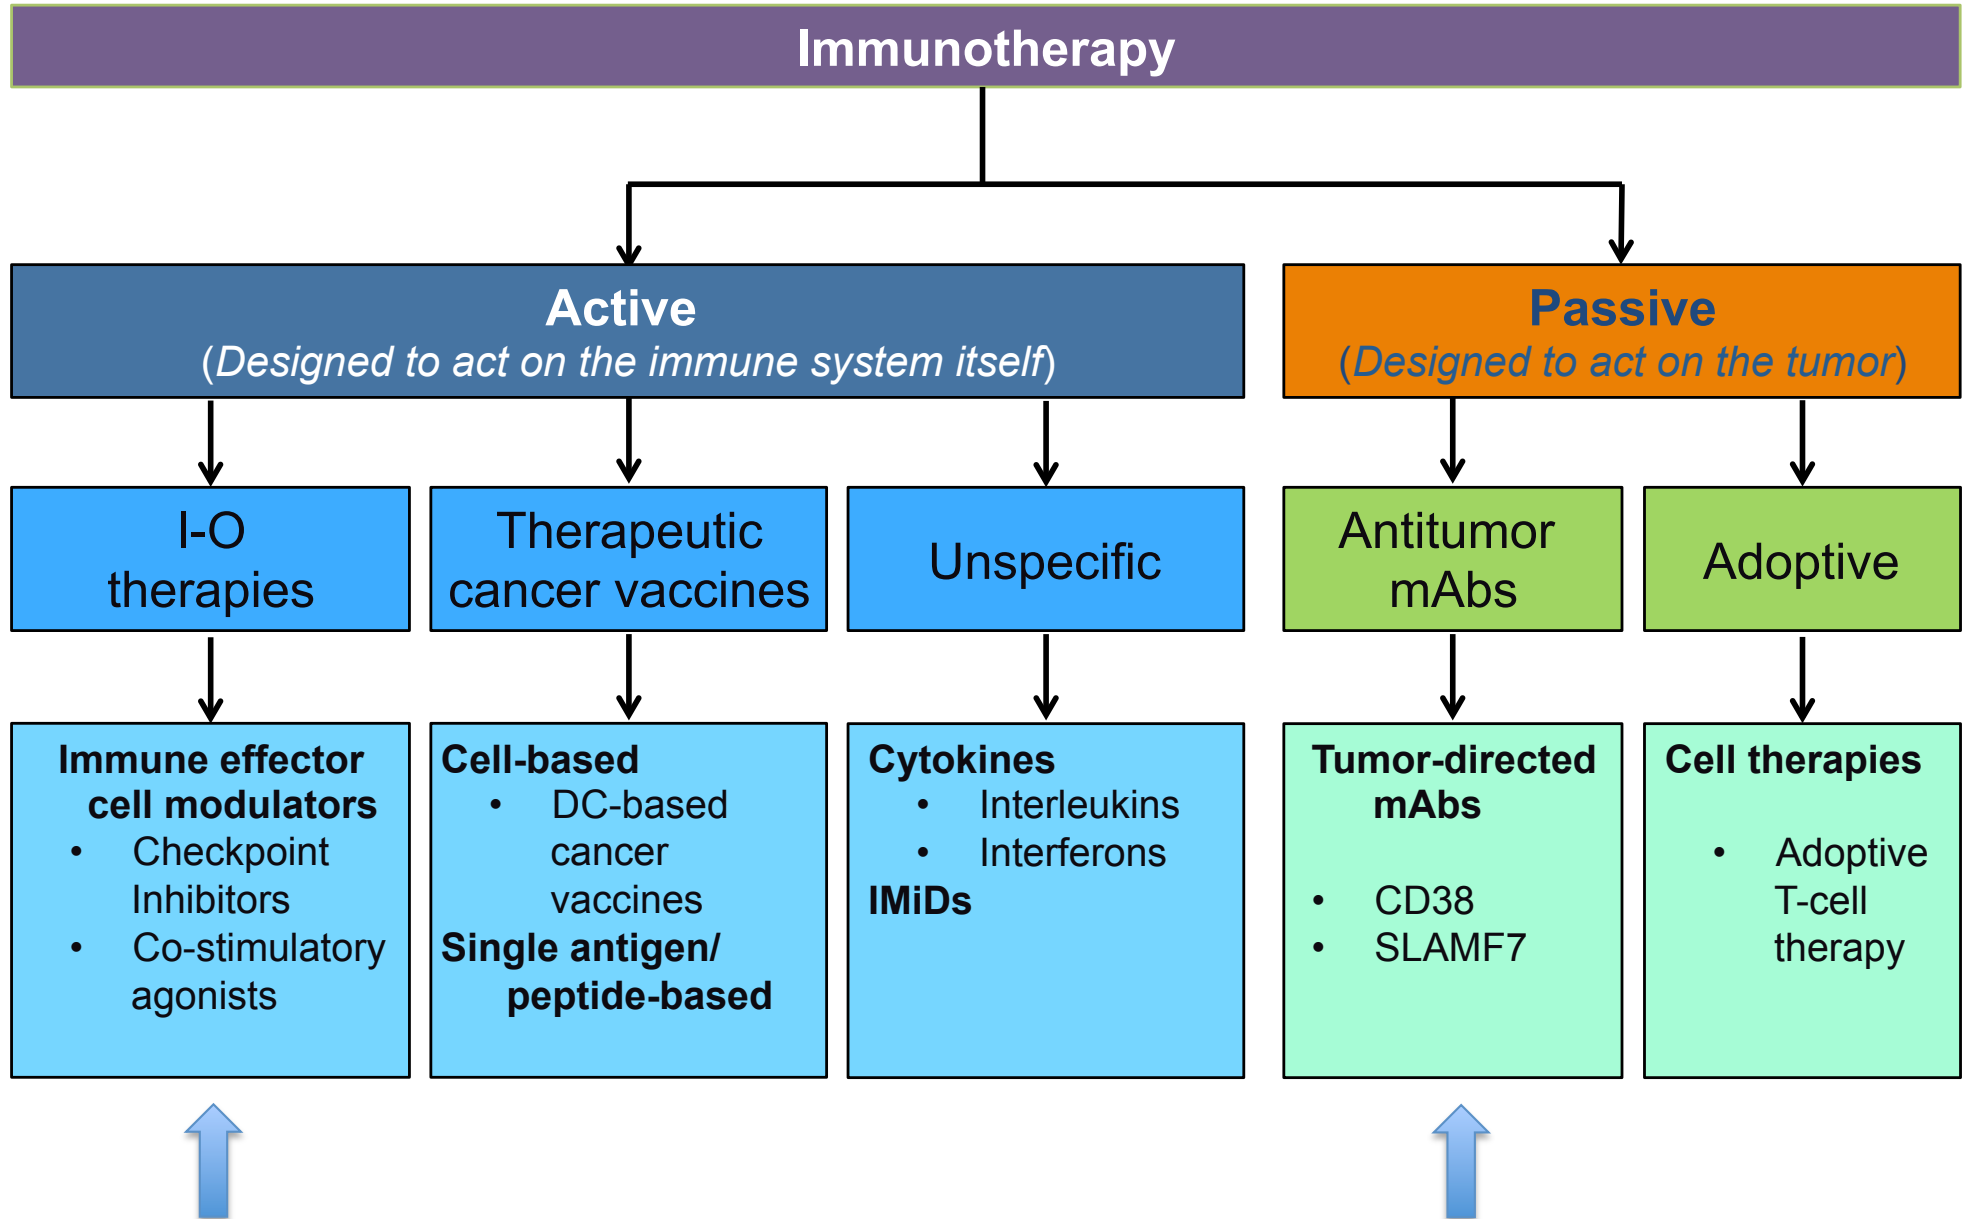 Immunotherapy
Active
(Designed to act on the immune system itself)
Passive
(Designed to act on the tumor)
I-O
therapies
Therapeutic
cancer vaccines
Unspecific
Antitumor
mAbs
Adoptive
Immune effector
cell modulators
• Checkpoint
Inhibitors
• Co-stimulatory
agonists
Cell-based
• DC-based
cancer
vaccines
Single antigen/
peptide-based
Cytokines
• Interleukins
• Interferons
IMiDs
Tumor-directed
mAbs
• CD38
• SLAMF7
Cell therapies
• Adoptive
T-cell
therapy